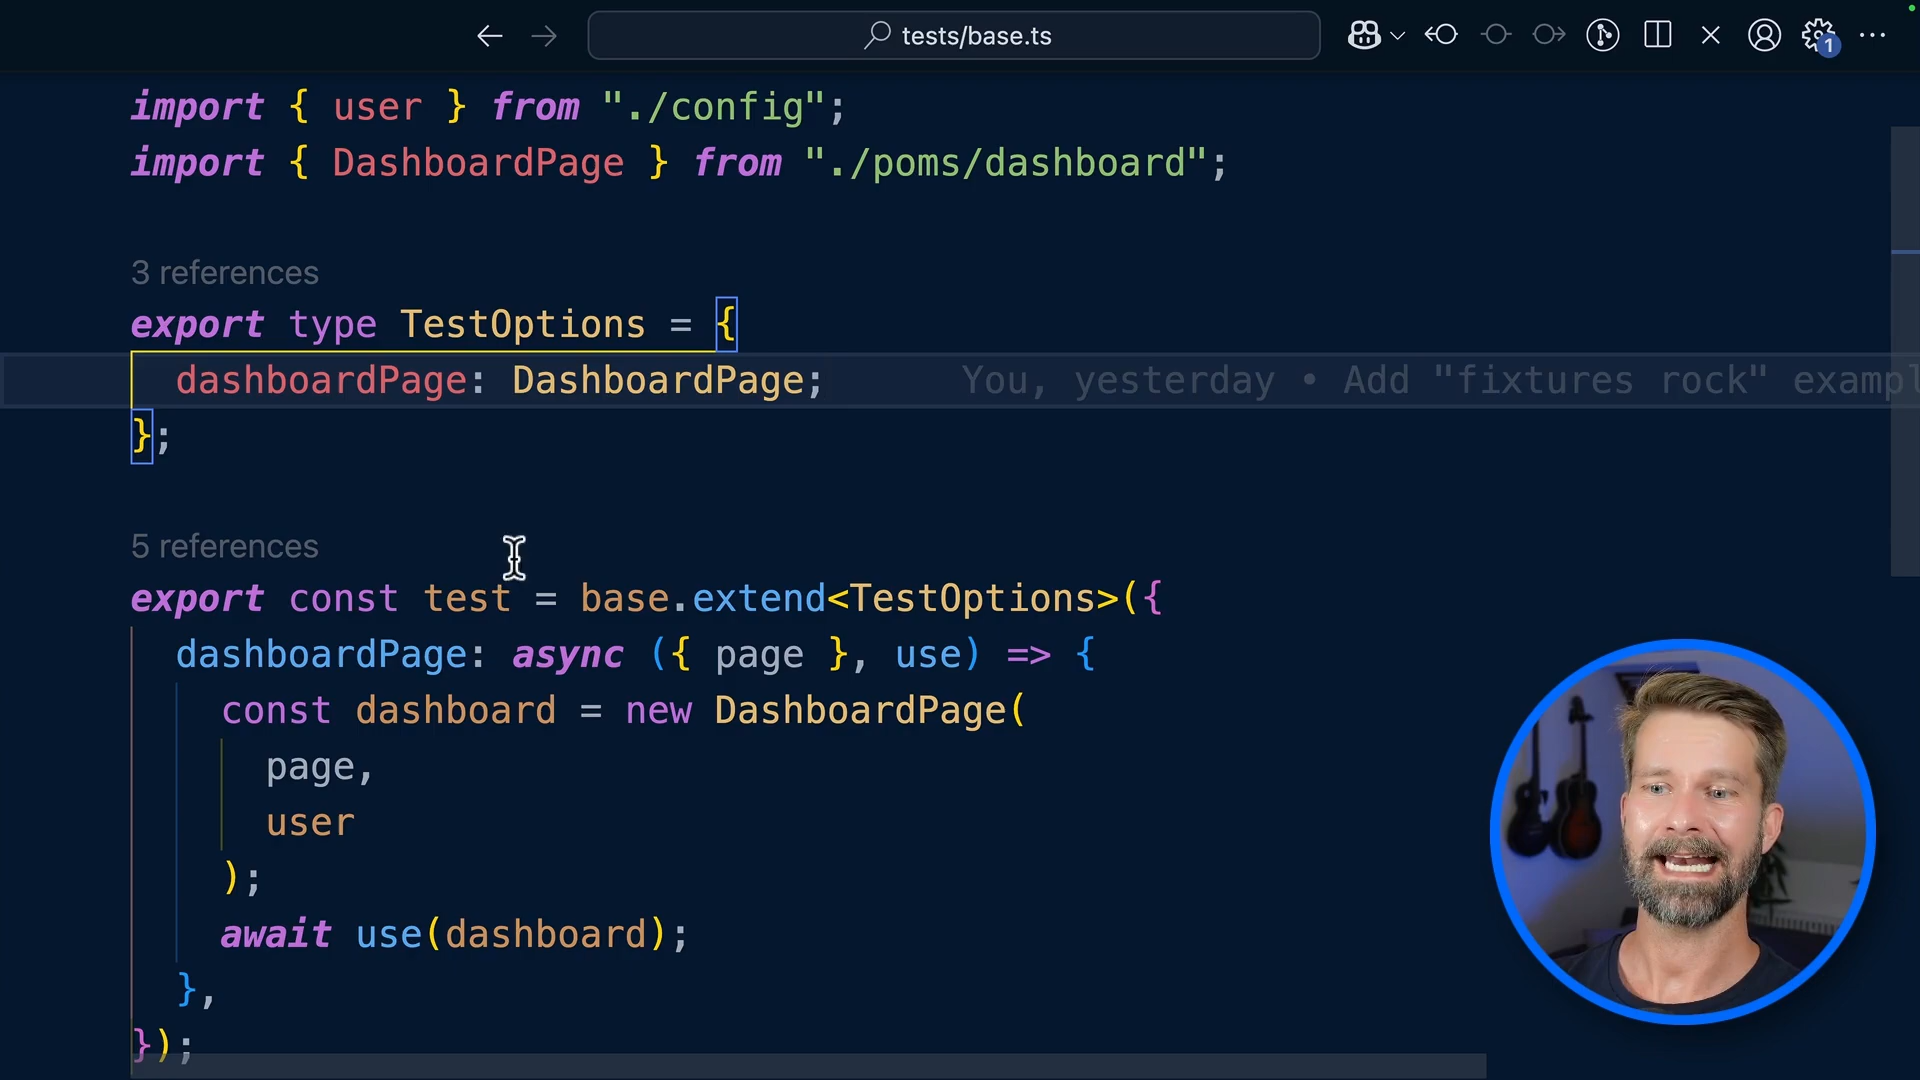 tests/base.ts
1
import { user } from "./config";
import { DashboardPage } from "./poms/dashboard";
3 references
export type TestOptions = {
dashboardPage: DashboardPage; You, yesterday • Add "fixtures rock" exampl
};
5 references
export const test = base.extend<TestOptions>({
dashboardPage: async ({ page }, use) => {
const dashboard = new DashboardPage(
page,
user
);
await use(dashboard);
},
});